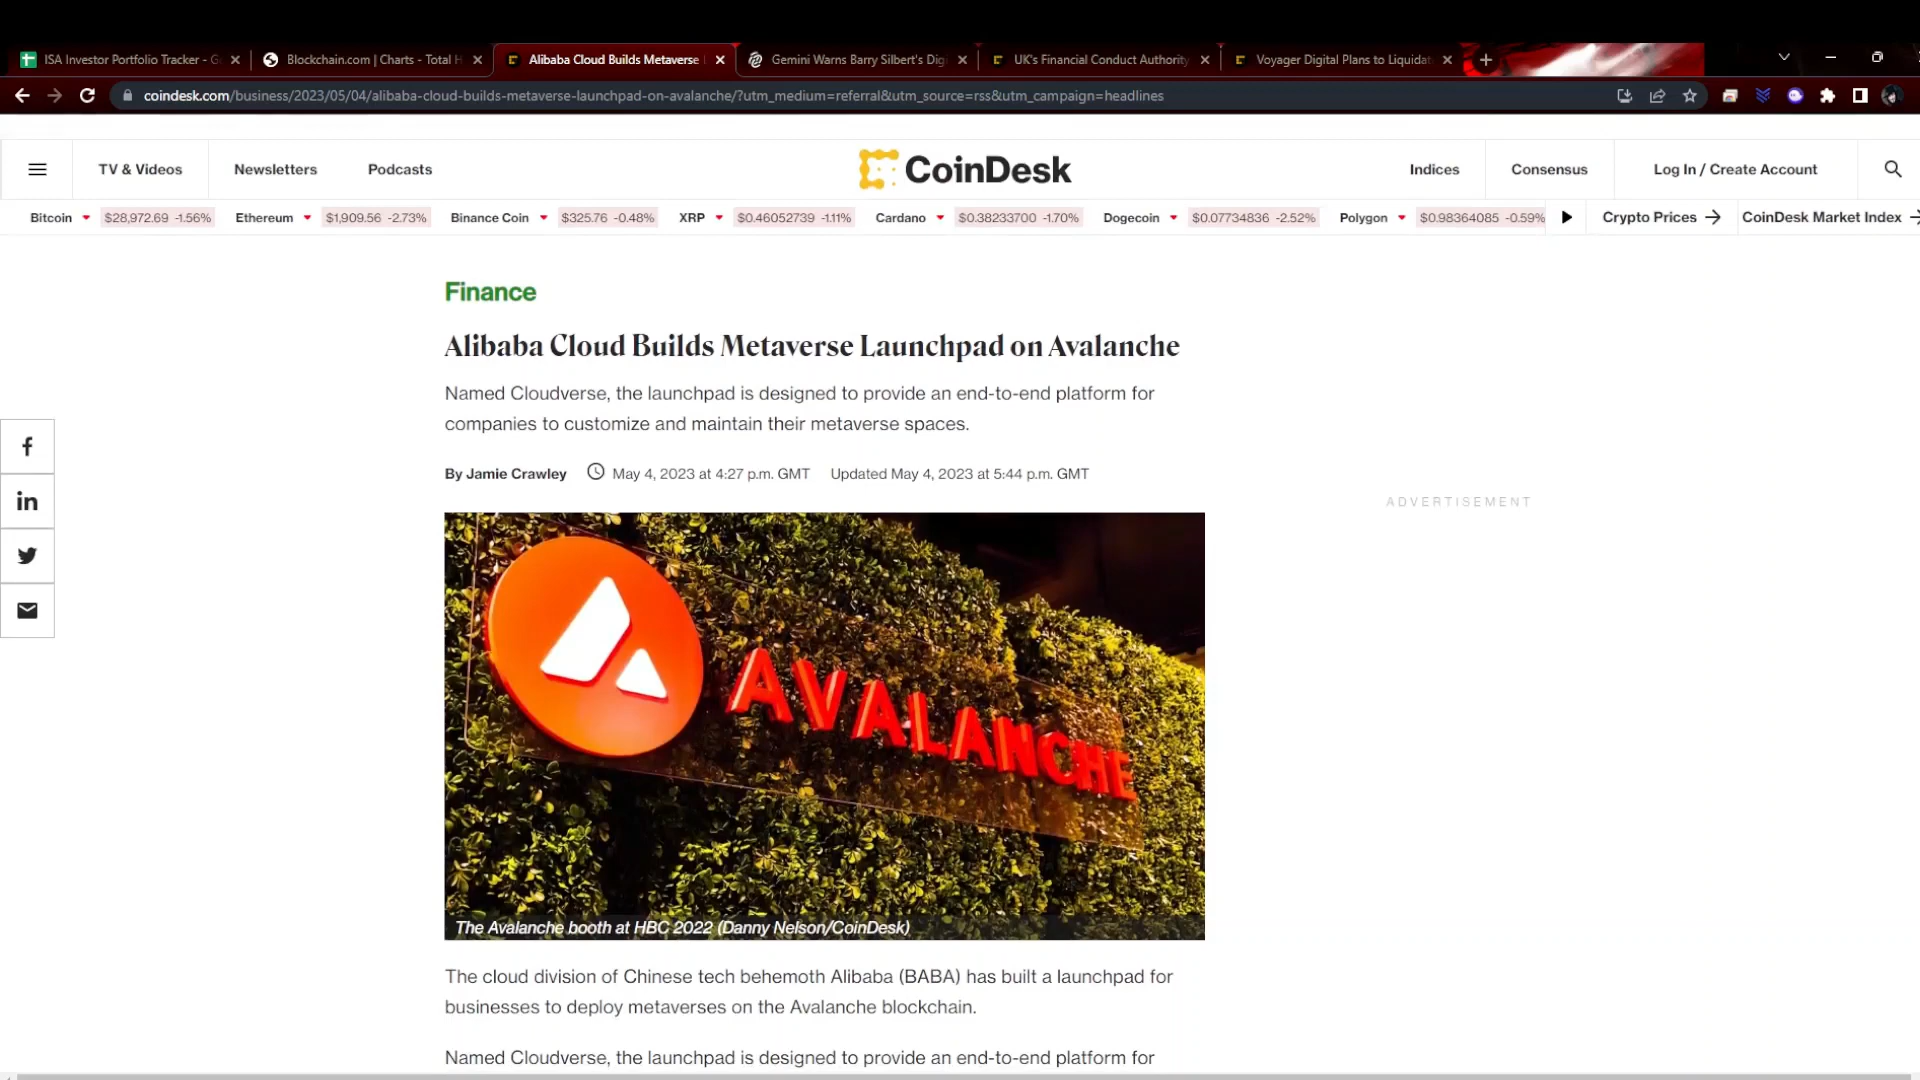 ISA Investor Portfolio Tracker - G
Blockchain.com | Charts - Total H
Alibaba Cloud Builds Metaverse
Gemini Warns Barry Silbert's Digi
UK's Financial Conduct Authority
Voyager Digital Plans to Liquidat
coindesk.com/business/2023/05/04/alibaba-cloud-builds-metaverse-launchpad-on-avalanche/?utm_medium=referral&utm_source=rss&utm_campaign=headlines
TV & Videos
Newsletters
Podcasts
CoinDesk
Indices
Consensus
Log In / Create Account
Bitcoin $28,972.69 -1.56% Ethereum $1,909.56 -2.73% Binance Coin $325.76 -0.48% XRP $0.46052739 -1.11% Cardano $0.38233700 -1.70% Dogecoin $0.07734836 -2.52% Polygon $0.98364085 -0.59% Crypto Prices → CoinDesk Market Index →
Finance
Alibaba Cloud Builds Metaverse Launchpad on Avalanche
Named Cloudverse, the launchpad is designed to provide an end-to-end platform for
companies to customize and maintain their metaverse spaces.
By Jamie Crawley May 4, 2023 at 4:27 p.m. GMT Updated May 4, 2023 at 5:44 p.m. GMT
ADVERTISEMENT
AVALANCHE
The Avalanche booth at HBC 2022 (Danny Nelson/CoinDesk)
The cloud division of Chinese tech behemoth Alibaba (BABA) has built a launchpad for
businesses to deploy metaverses on the Avalanche blockchain.
Named Cloudverse, the launchpad is designed to provide an end-to-end platform for